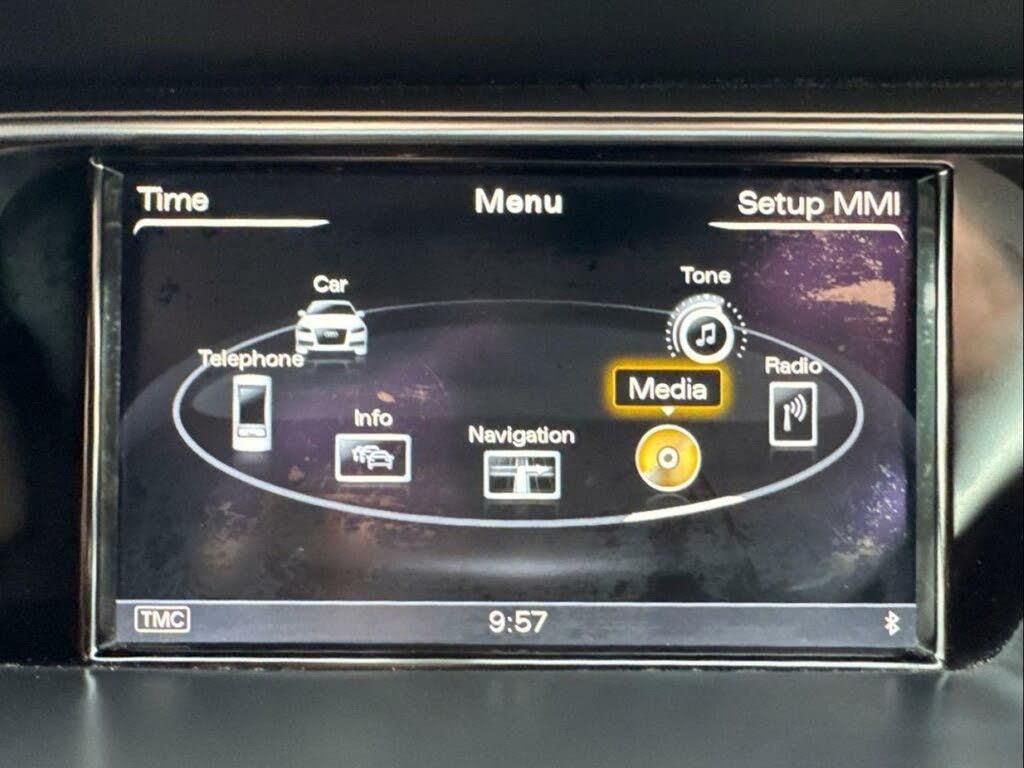 Time
Menu
Setup MMI
Car
Tone
Telephone
Media
Radio
Info
Navigation
TMC
9:57